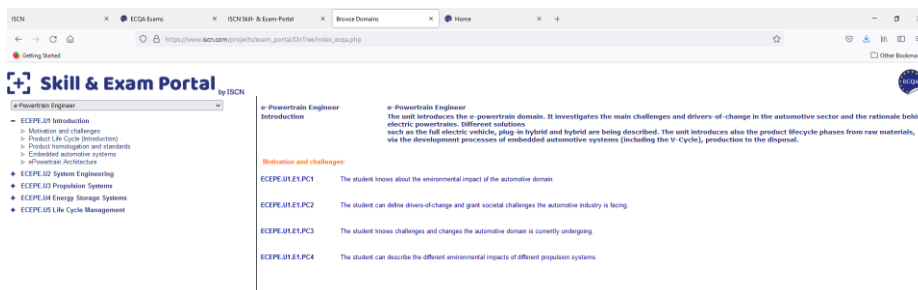 ISCN
ECQA Exams
ISCN Skill- & Exam-Portal
Browse Domains
Home
https://www.iscn.com/projects/exam_portal/DirTree/index_ecqa.php
Getting Started
Other Bookmar
[+] Skill & Exam Portal by ISCN
ECQA
e-Powertrain Engineer
ECEPE.U1 Introduction
Motivation and challenges
Product Life Cycle (Introduction)
Product homologation and standards
Embedded automotive systems
ePowertrain Architecture
ECEPE.U2 System Engineering
ECEPE.U3 Propulsion Systems
ECEPE.U4 Energy Storage Systems
ECEPE.U5 Life Cycle Management
e-Powertrain Engineer
Introduction
e-Powertrain Engineer
The unit introduces the e-powertrain domain. It investigates the main challenges and drivers-of-change in the automotive sector and the rationale behi
electric powertrains. Different solutions
such as the full electric vehicle, plug-in hybrid and hybrid are being described. The unit introduces also the product lifecycle phases from raw materials,
via the development processes of embedded automotive systems (including the V-Cycle), production to the disposal.
Motivation and challenges:
ECEPE.U1.E1.PC1 The student knows about the environmental impact of the automotive domain.
ECEPE.U1.E1.PC2 The student can define drivers-of-change and grant societal challenges the automotive industry is facing.
ECEPE.U1.E1.PC3 The student knows challenges and changes the automotive domain is currently undergoing.
ECEPE.U1.E1.PC4 The student can describe the different environmental impacts of different propulsion systems.